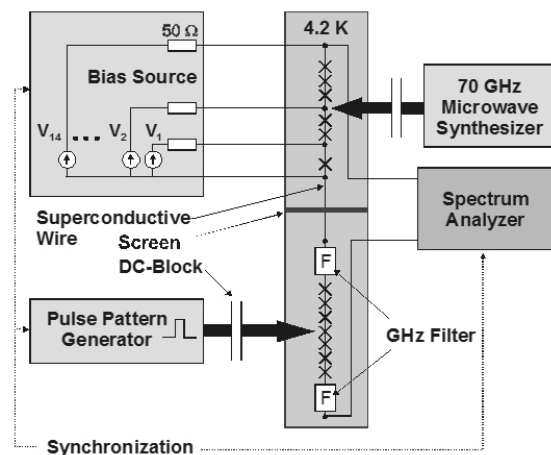 50 Ω
4.2 K
Bias Source
70 GHz
Microwave
Synthesizer
V14
V2
V1
Spectrum
Analyzer
Superconductive
Wire
Screen
DC-Block
F
Pulse Pattern
Generator
GHz Filter
F
Synchronization